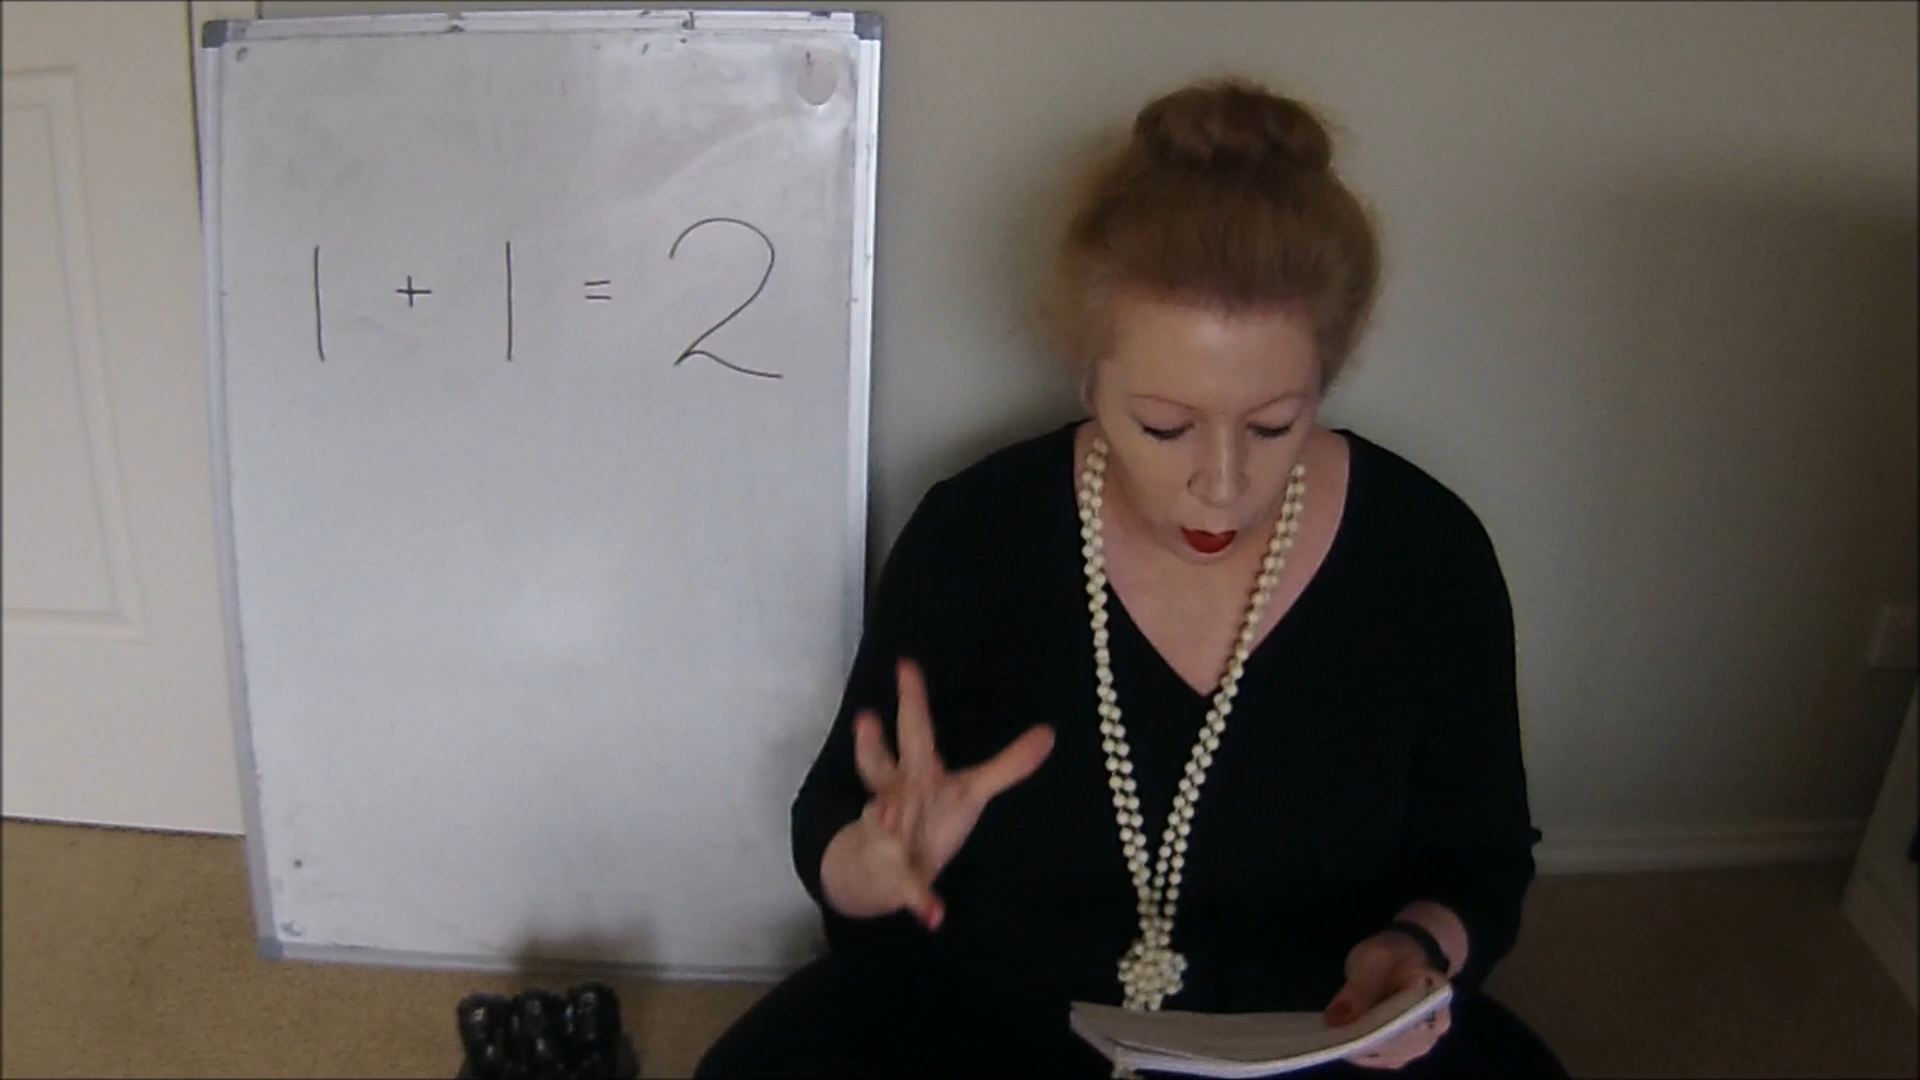 1 + 1 = 2